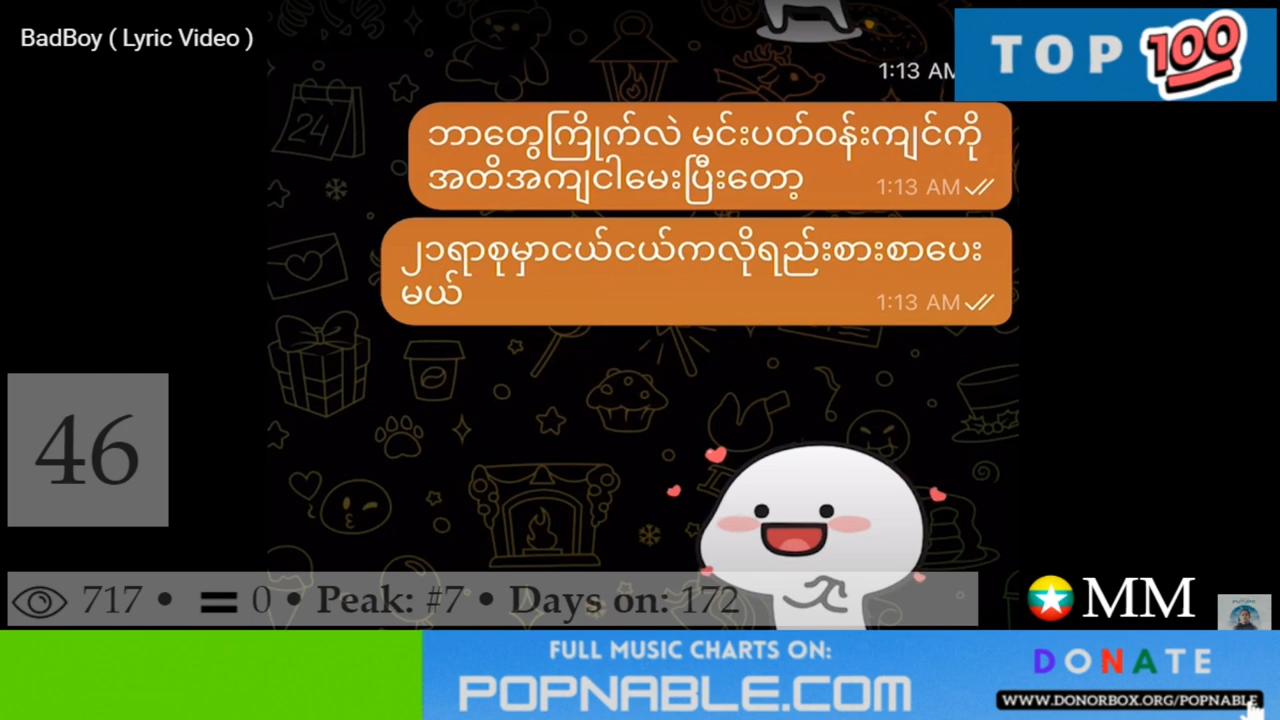 BadBoy ( Lyric Video )
TOP 100
1:13 AM
ဘာတွေကြိုက်လဲ မင်းပတ်ဝန်းကျင်ကို
အတိအကျငါမေးပြီးတော့
1:13 AM
၂၁ရာစုမှာငယ်ငယ်ကလိုရည်းစားစာပေး
မယ်
1:13 AM
24
46
717 • = 0 • Peak: #7 • Days on: 172
MM
FULL MUSIC CHARTS ON:
POPNABLE.COM
DONATE
WWW.DONORBOX.ORG/POPNABLE